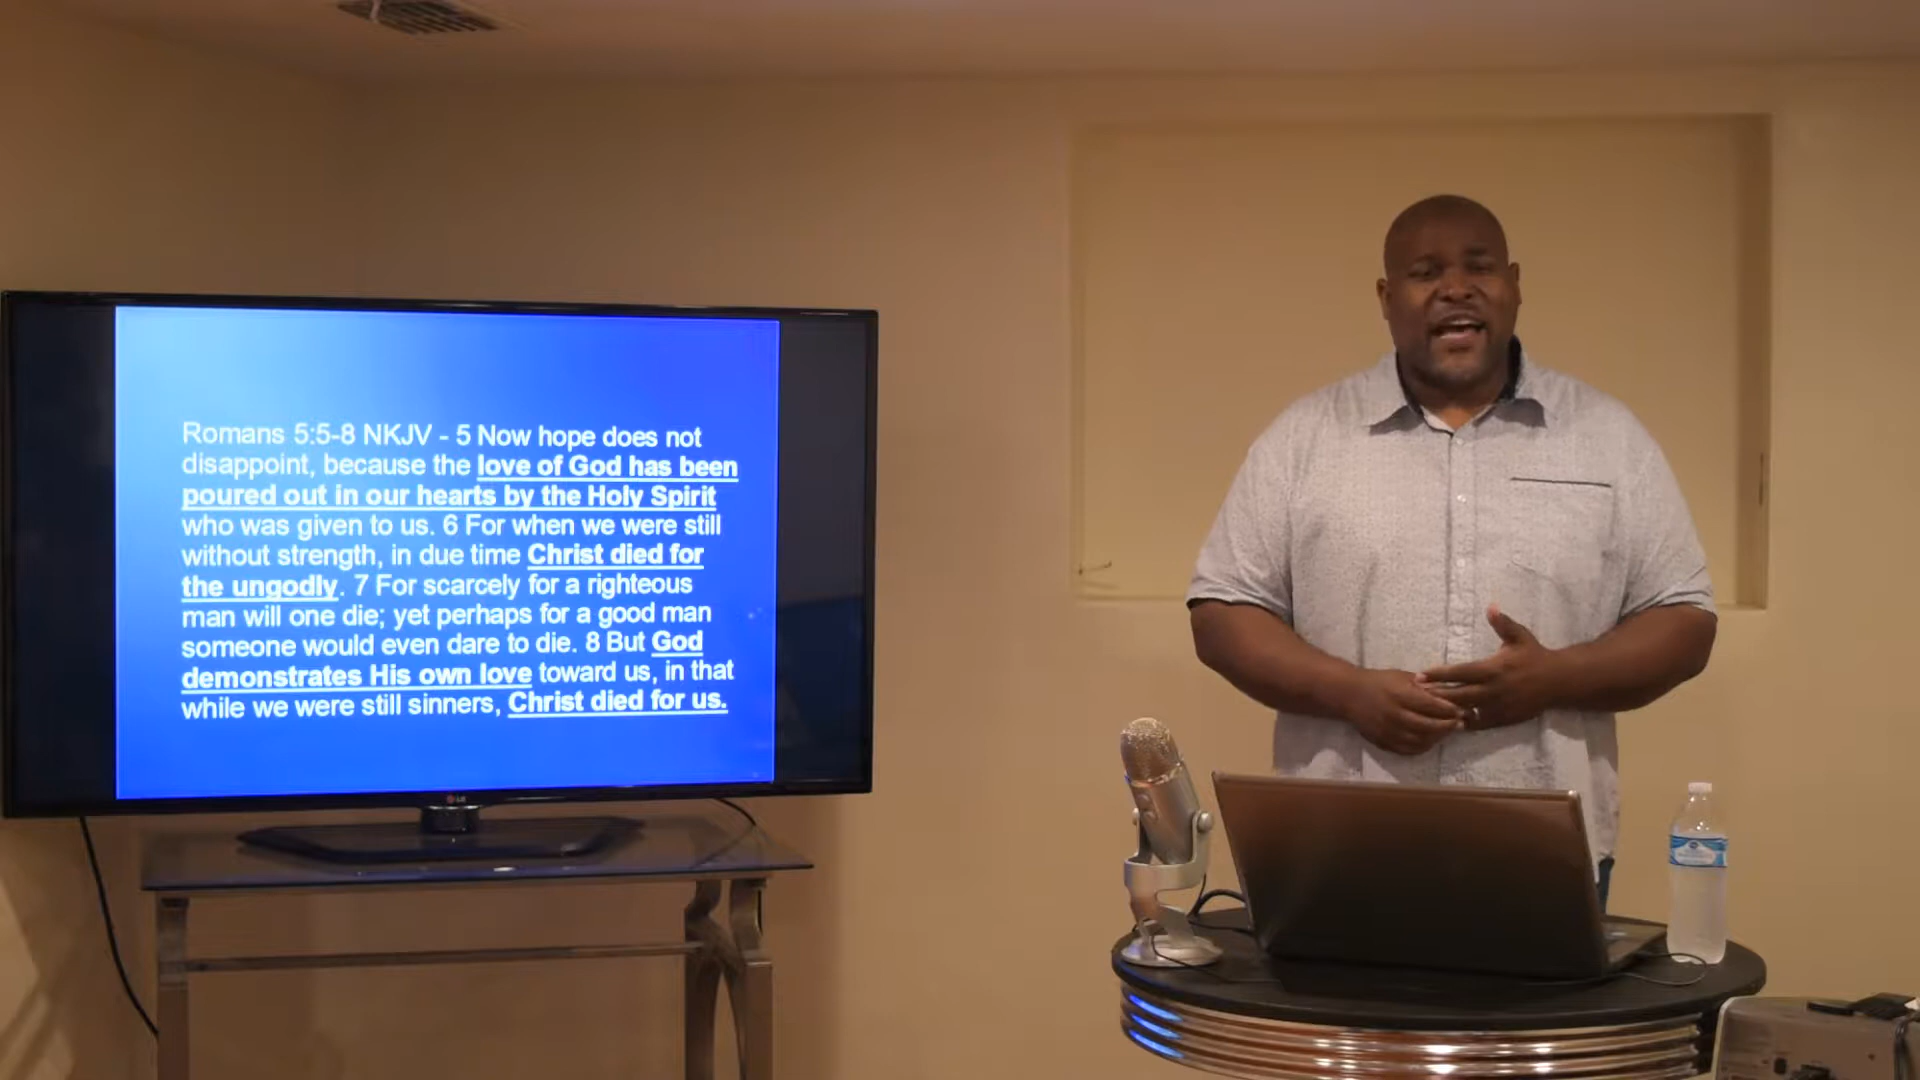 Romans 5:5-8 NKJV - 5 Now hope does not
disappoint, because the love of God has been
poured out in our hearts by the Holy Spirit
who was given to us. 6 For when we were still
without strength, in due time Christ died for
the ungodly. 7 For scarcely for a righteous
man will one die; yet perhaps for a good man
someone would even dare to die. 8 But God
demonstrates His own love toward us, in that
while we were still sinners, Christ died for us.
LG